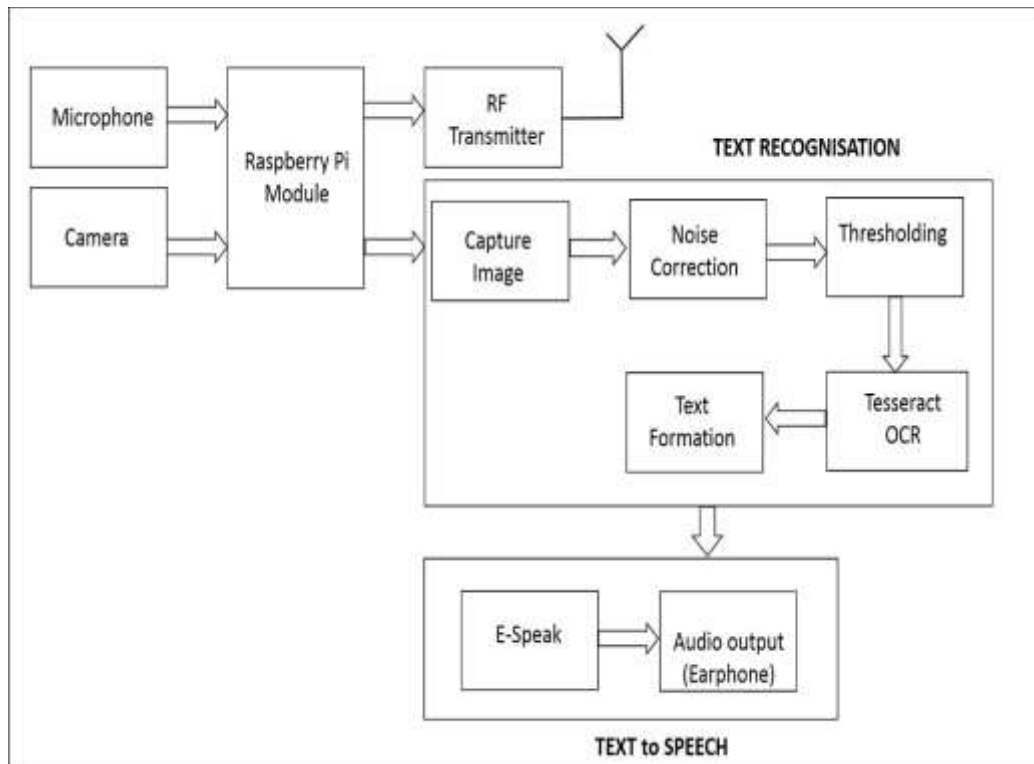 Microphone
Camera
Raspberry Pi
Module
RF
Transmitter
TEXT RECOGNISATION
Capture
Image
Noise
Correction
Thresholding
Tesseract
OCR
Text
Formation
E-Speak
Audio output
(Earphone)
TEXT to SPEECH